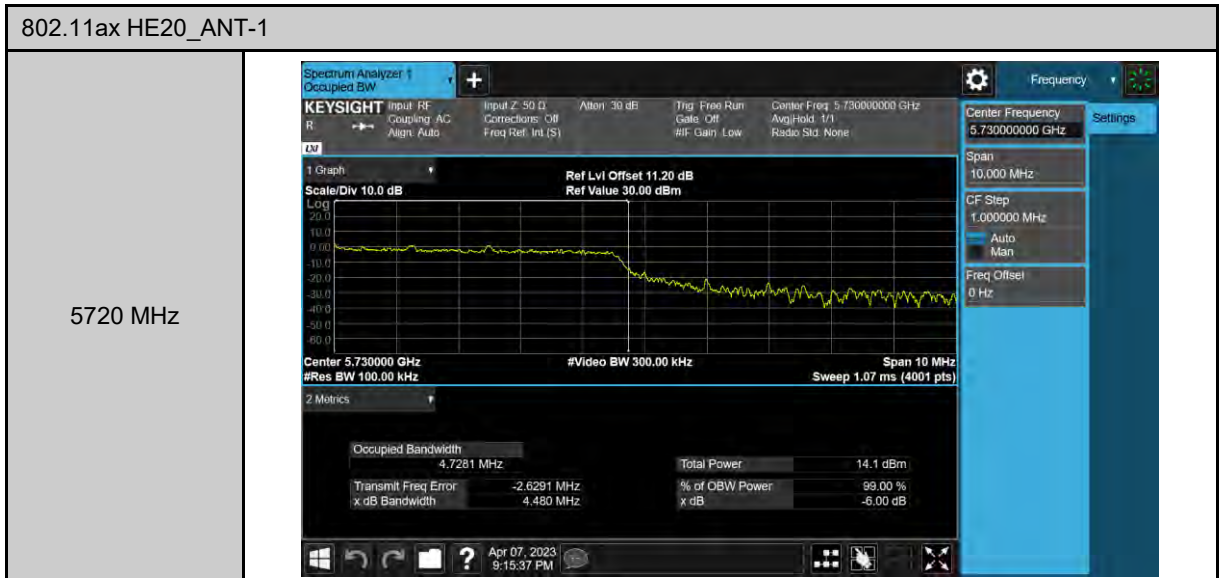 802.11ax HE20_ANT-1
5720 MHz
Spectrum Analyzer 1
Occupied BW
Frequency
KEYSIGHT
R
Input: RF
Coupling: AC
Align: Auto
Input Z: 50 Ω
Corrections: Off
Freq Ref: Int (S)
Atten: 30 dB
Trig: Free Run
Gate: Off
#IF Gain: Low
Center Freq: 5.730000000 GHz
Avg|Hold: 1/1
Radio Std: None
LXI
1 Graph
Scale/Div 10.0 dB
Ref Lvl Offset 11.20 dB
Ref Value 30.00 dBm
Log
20.0
10.0
0.00
-10.0
-20.0
-30.0
-40.0
-50.0
-60.0
Center 5.730000 GHz
#Res BW 100.00 kHz
#Video BW 300.00 kHz
Span 10 MHz
Sweep 1.07 ms (4001 pts)
2 Metrics
Occupied Bandwidth
4.7281 MHz
Total Power 14.1 dBm
Transmit Freq Error -2.6291 MHz
% of OBW Power 99.00 %
x dB Bandwidth 4.480 MHz
x dB -6.00 dB
Center Frequency
5.730000000 GHz
Settings
Span
10.000 MHz
CF Step
1.000000 MHz
Auto
Man
Freq Offset
0 Hz
Apr 07, 2023
9:15:37 PM